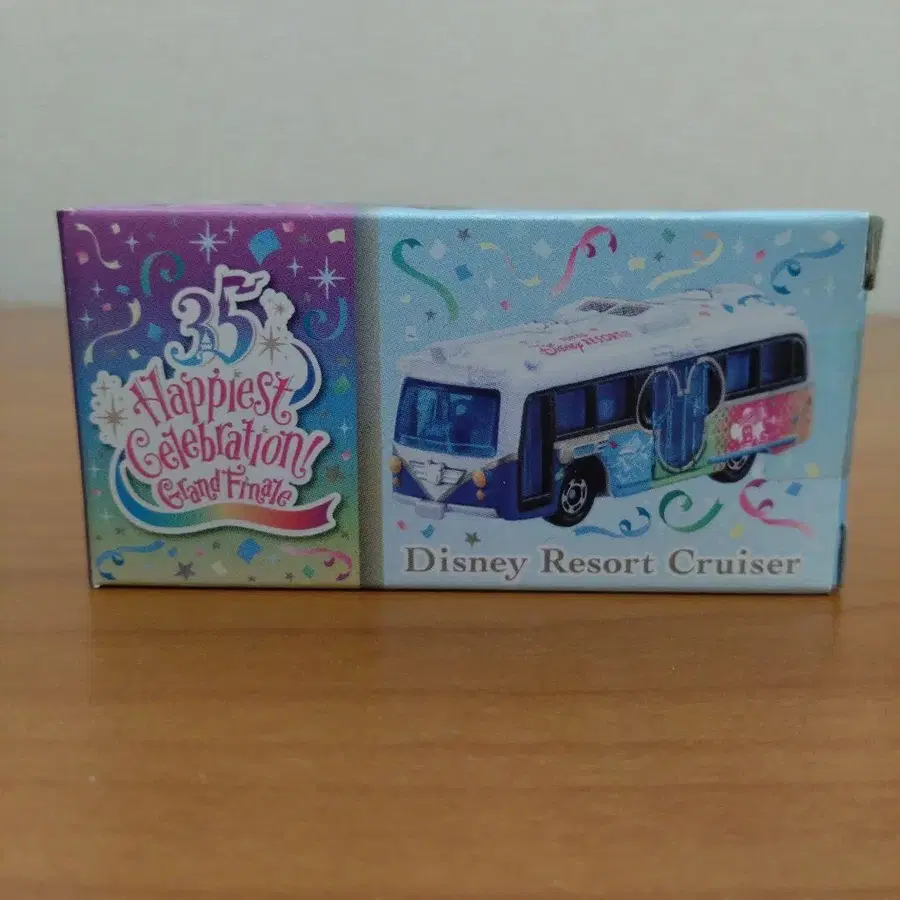 35
Happiest
Celebration!
Grand Finale
Disney RESORT
Disney Resort Cruiser